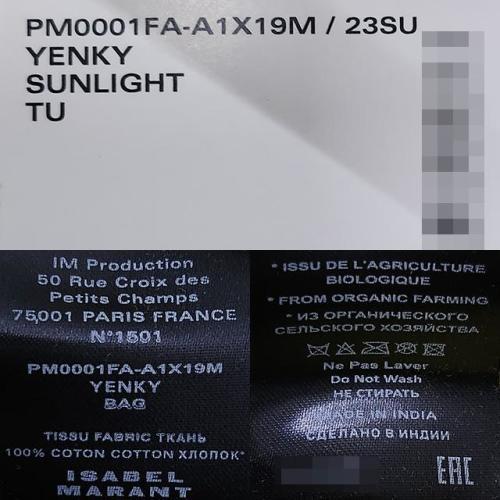 PM0001FA-A1X19M / 23SU
YENKY
SUNLIGHT
TU
IM Production
50 Rue Croix des
Petits Champs
75001 PARIS FRANCE
N°1501
PM0001FA-A1X19M
YENKY
BAG
TISSU FABRIC ТКАНЬ
100% COTON COTTON ХЛОПОК*
ISABEL
MARANT
* ISSU DE L'AGRICULTURE
BIOLOGIQUE
* FROM ORGANIC FARMING
* ИЗ ОРГАНИЧЕСКОГО
СЕЛЬСКОГО ХОЗЯЙСТВА
Ne Pas Laver
Do Not Wash
НЕ СТИРАТЬ
MADE IN INDIA
СДЕЛАНО В ИНДИИ
EAC